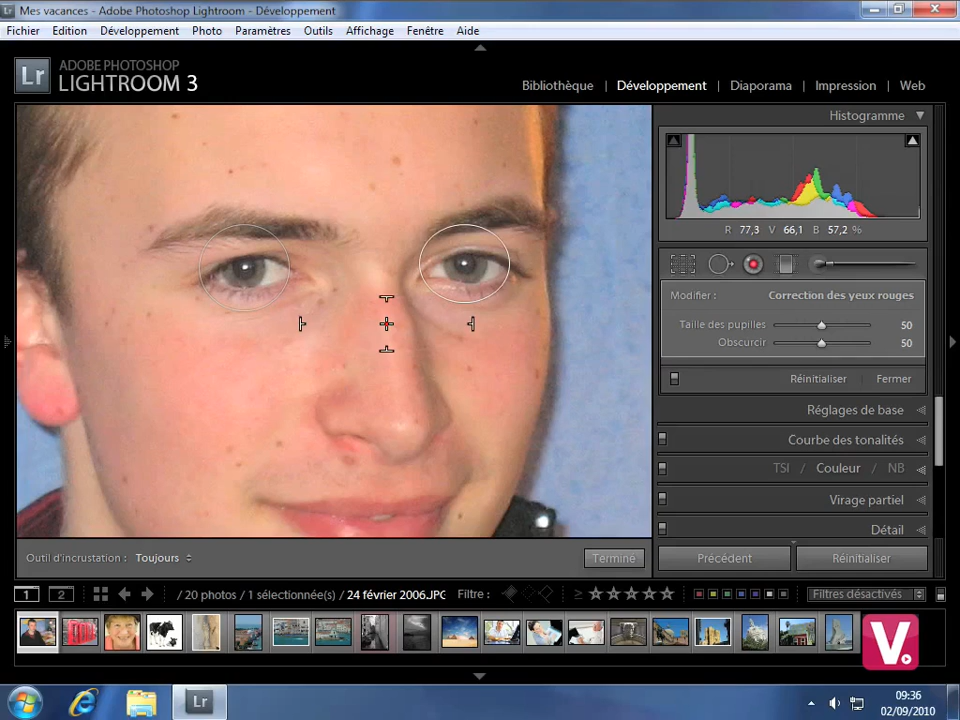 Mes vacances - Adobe Photoshop Lightroom - Développement
Fichier Edition Développement Photo Paramètres Outils Affichage Fenêtre Aide
Lr
ADOBE PHOTOSHOP
LIGHTROOM 3
Bibliothèque | Développement | Diaporama | Impression | Web
Histogramme
R 77,3 V 66,1 B 57,2 %
Modifier : Correction des yeux rouges
Taille des pupilles 50
Obscurcir 50
Réinitialiser Fermer
Réglages de base
Courbe des tonalités
TSI / Couleur / NB
Virage partiel
Détail
Outil d'incrustation : Toujours Terminé
Précédent Réinitialiser
1 2 / 20 photos / 1 sélectionnée(s) / 24 février 2006.JPG Filtre : ≥ Filtres désactivés
V
Lr
09:36
02/09/2010